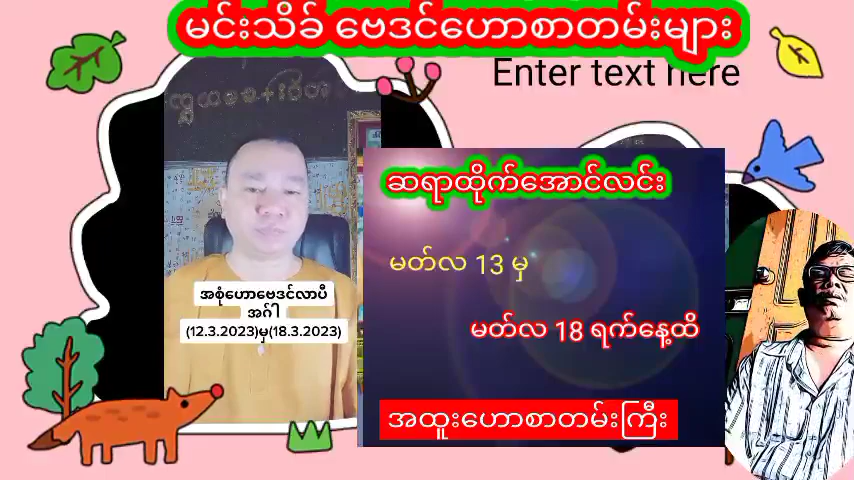 မင်းသိခ် ဗေဒင်ဟောစာတမ်းများ
Enter text here
ဆရာထိုက်အောင်လင်း
မတ်လ 13 မှ
အစုံဟောဗေဒင်လာပီ
အင်္ဂါ
(12.3.2023)မှ(18.3.2023)
မတ်လ 18 ရက်နေ့ထိ
အထူးဟောစာတမ်းကြီး